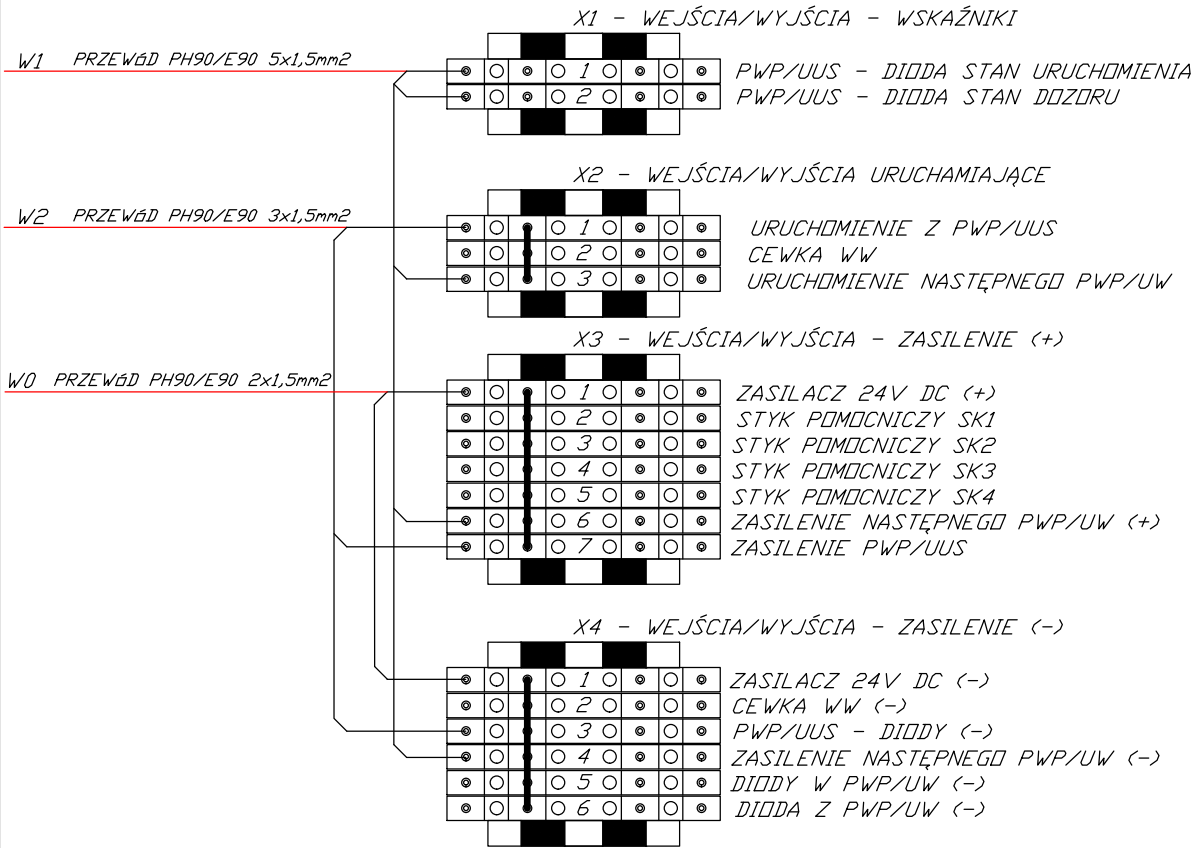 X1 - WEJŚCIA/WYJŚCIA - WSKAŹNIKI
W1 PRZEWÓD PH90/E90 5x1,5mm2
1 PWP/UUS - DIODA STAN URUCHOMIENIA
2 PWP/UUS - DIODA STAN DOZORU
X2 - WEJŚCIA/WYJŚCIA URUCHAMIAJĄCE
W2 PRZEWÓD PH90/E90 3x1,5mm2
1 URUCHOMIENIE Z PWP/UUS
2 CEWKA WW
3 URUCHOMIENIE NASTĘPNEGO PWP/UW
X3 - WEJŚCIA/WYJŚCIA - ZASILENIE (+)
W0 PRZEWÓD PH90/E90 2x1,5mm2
1 ZASILACZ 24V DC (+)
2 STYK POMOCNICZY SK1
3 STYK POMOCNICZY SK2
4 STYK POMOCNICZY SK3
5 STYK POMOCNICZY SK4
6 ZASILENIE NASTĘPNEGO PWP/UW (+)
7 ZASILENIE PWP/UUS
X4 - WEJŚCIA/WYJŚCIA - ZASILENIE (-)
1 ZASILACZ 24V DC (-)
2 CEWKA WW (-)
3 PWP/UUS - DIODY (-)
4 ZASILENIE NASTĘPNEGO PWP/UW (-)
5 DIODY W PWP/UW (-)
6 DIODA Z PWP/UW (-)